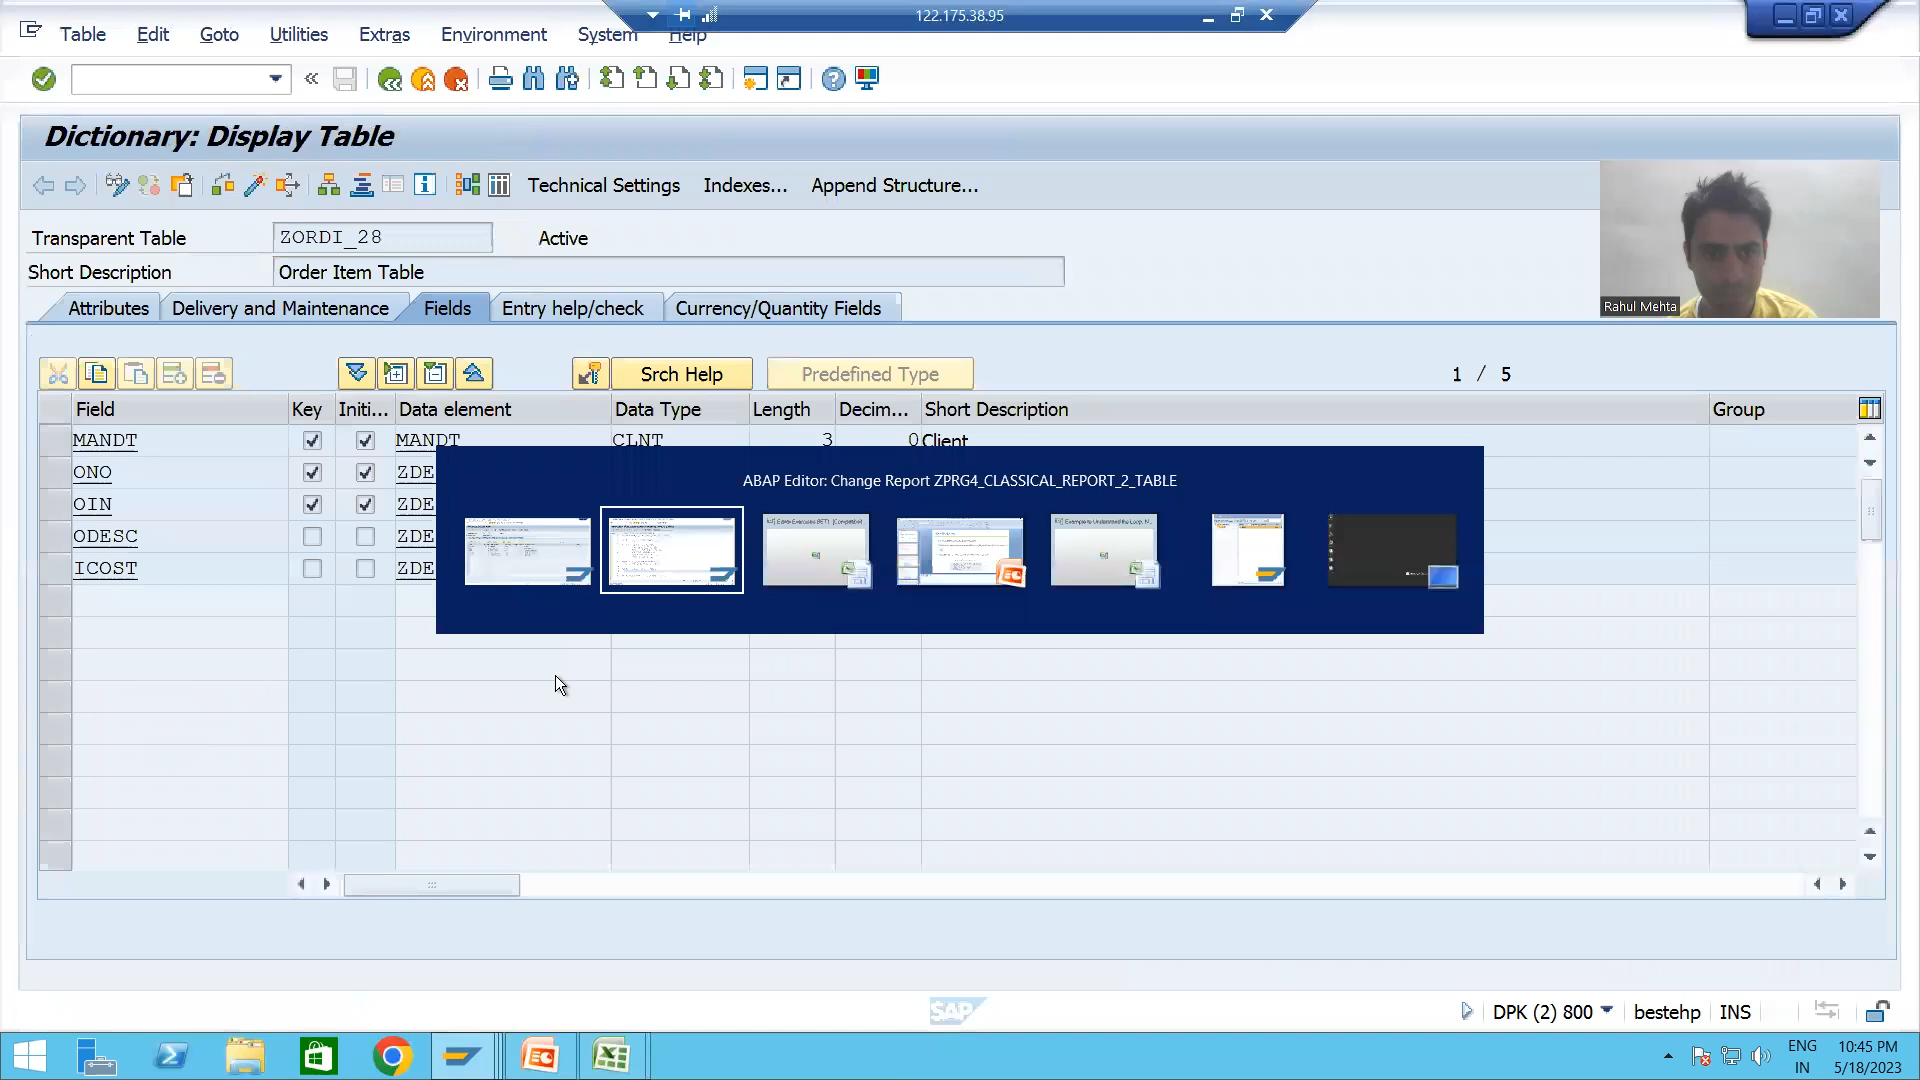 122.175.38.95
Table Edit Goto Utilities Extras Environment System Help
Dictionary: Display Table
Technical Settings Indexes... Append Structure...
Transparent Table ZORDI_28 Active
Short Description Order Item Table
Rahul Mehta
Attributes Delivery and Maintenance Fields Entry help/check Currency/Quantity Fields
Srch Help Predefined Type 1 / 5
Field Key Initi... Data element Data Type Length Decim... Short Description Group
MANDT MANDT CLNT 3 0 Client
ONO ZDE
OIN ZDE
ODESC ZDE
ICOST ZDE
ABAP Editor: Change Report ZPRG4_CLASSICAL_REPORT_2_TABLE
SAP
DPK (2) 800 bestehp INS
ENG 10:45 PM
IN 5/18/2023